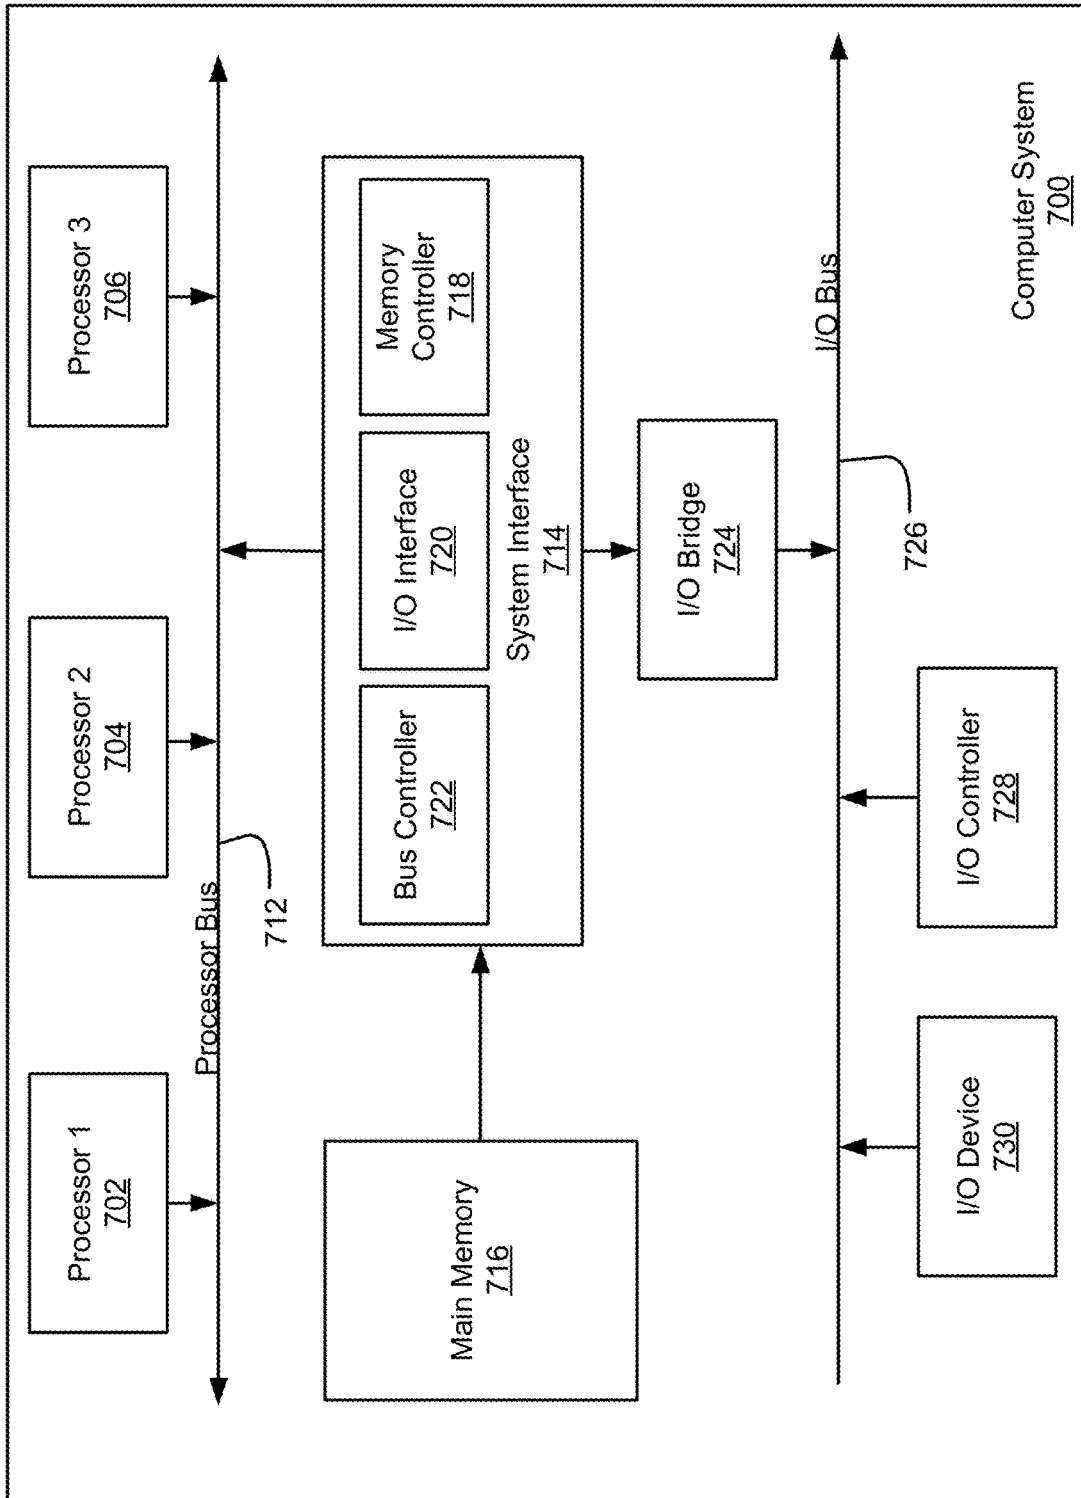 Processor 1
702
Processor 2
704
Processor 3
706
Processor Bus
712
Main Memory
716
Bus Controller
722
I/O Interface
720
Memory
Controller
718
System Interface
714
I/O Bridge
724
I/O Bus
726
I/O Device
730
I/O Controller
728
Computer System
700